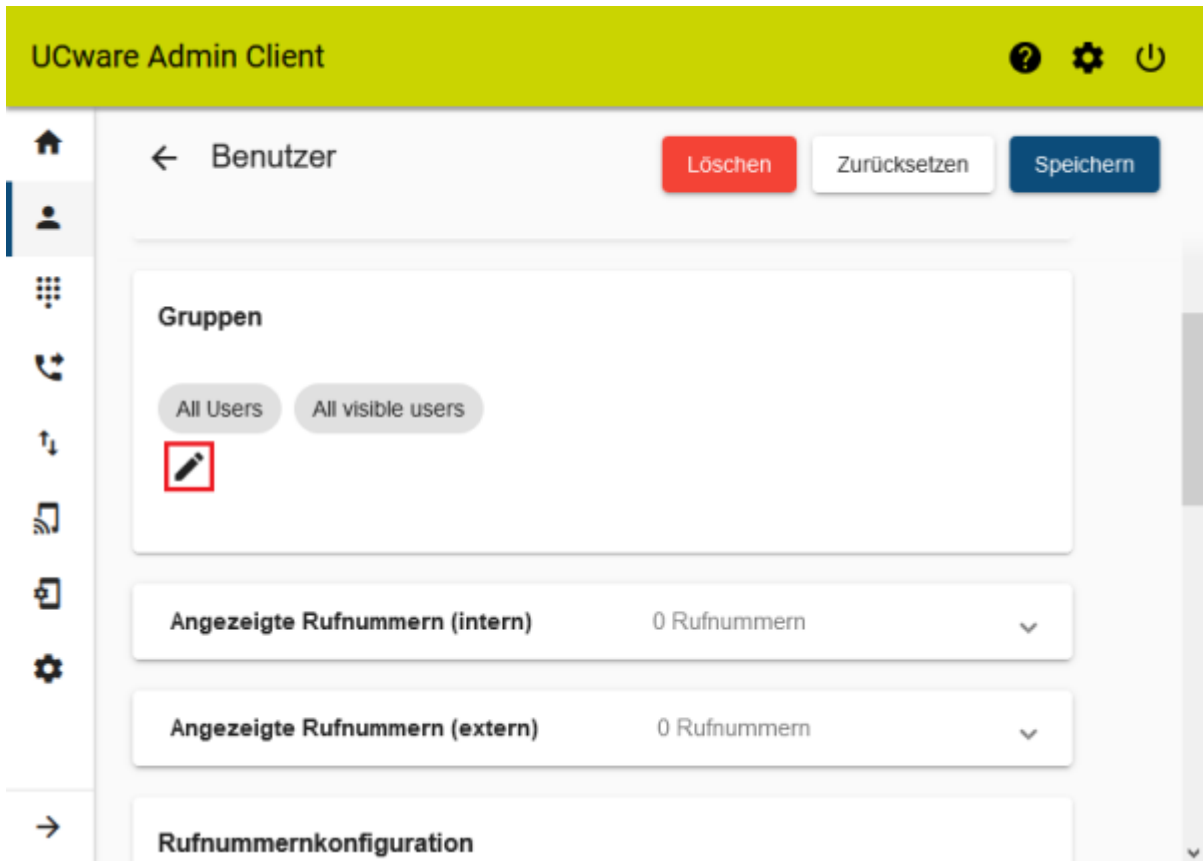 UCware Admin Client
Benutzer
Löschen
Zurücksetzen
Speichern
Gruppen
All Users
All visible users
Angezeigte Rufnummern (intern)
0 Rufnummern
Angezeigte Rufnummern (extern)
0 Rufnummern
Rufnummernkonfiguration